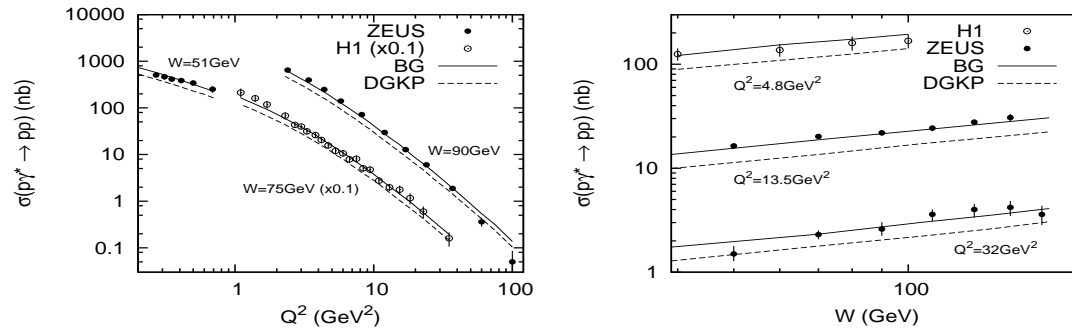 σ(pγ* → pρ) (nb)
10000
1000
100
10
1
0.1
1
10
100
Q² (GeV²)
ZEUS
H1 (x0.1)
BG
DGKP
W=51GeV
W=90GeV
W=75GeV (x0.1)
σ(pγ* → pρ) (nb)
100
10
1
100
W (GeV)
H1
ZEUS
BG
DGKP
Q²=4.8GeV²
Q²=13.5GeV²
Q²=32GeV²